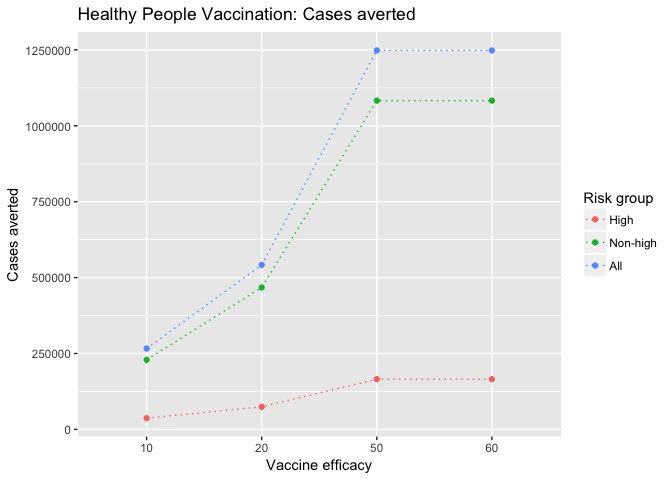 Healthy People Vaccination: Cases averted
1250000
1000000
750000
500000
250000
0
Cases averted
10 20 50 60
Vaccine efficacy
Risk group
High
Non-high
All